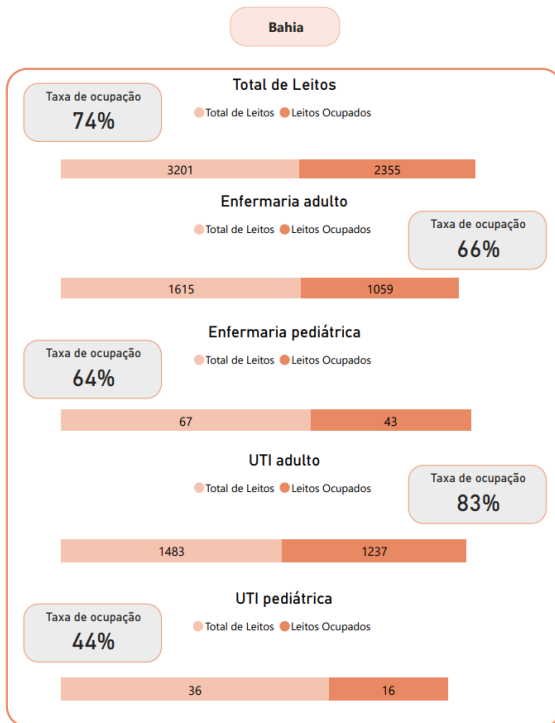 Bahia
Total de Leitos
Taxa de ocupação
74%
Total de Leitos Leitos Ocupados
3201 2355
Enfermaria adulto
Total de Leitos Leitos Ocupados
Taxa de ocupação
66%
1615 1059
Enfermaria pediátrica
Taxa de ocupação
64%
Total de Leitos Leitos Ocupados
67 43
UTI adulto
Total de Leitos Leitos Ocupados
Taxa de ocupação
83%
1483 1237
UTI pediátrica
Taxa de ocupação
44%
Total de Leitos Leitos Ocupados
36 16